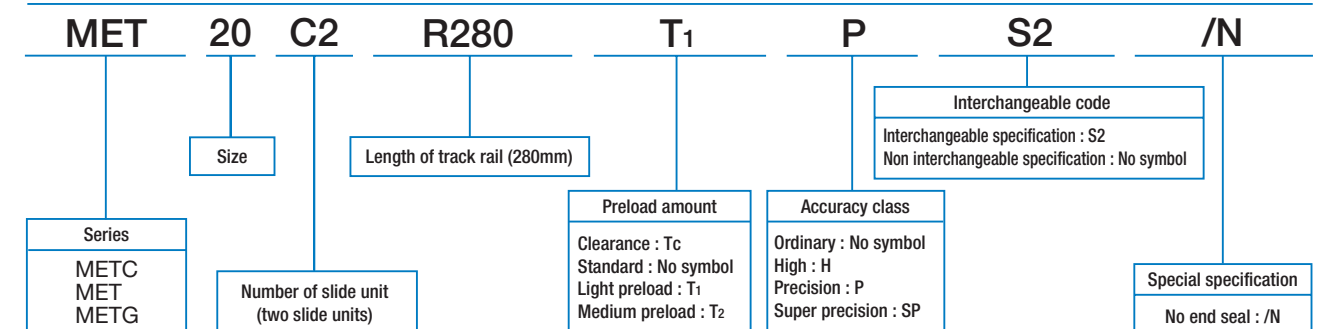 MET 20 C2 R280 T1 P S2 /N
Interchangeable code
Interchangeable specification : S2
Non interchangeable specification : No symbol
Size
Length of track rail (280mm)
Preload amount
Clearance : Tc
Standard : No symbol
Light preload : T1
Medium preload : T2
Accuracy class
Ordinary : No symbol
High : H
Precision : P
Super precision : SP
Series
METC
MET
METG
Number of slide unit
(two slide units)
Special specification
No end seal : /N